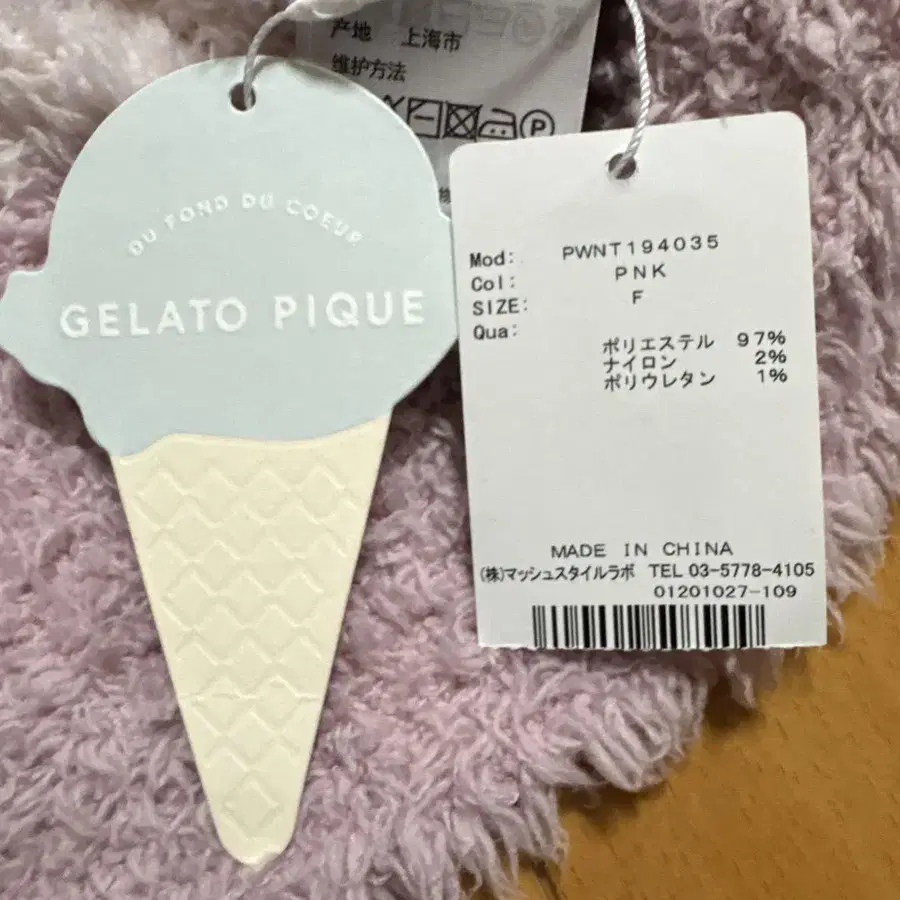 产地 上海市
维护方法
P
DU FOND DU COEUR
GELATO PIQUE
Mod: PWNT194035
Col: PNK
SIZE: F
Qua:
ポリエステル 97%
ナイロン 2%
ポリウレタン 1%
MADE IN CHINA
(株)マッシュスタイルラボ TEL 03-5778-4105
01201027-109